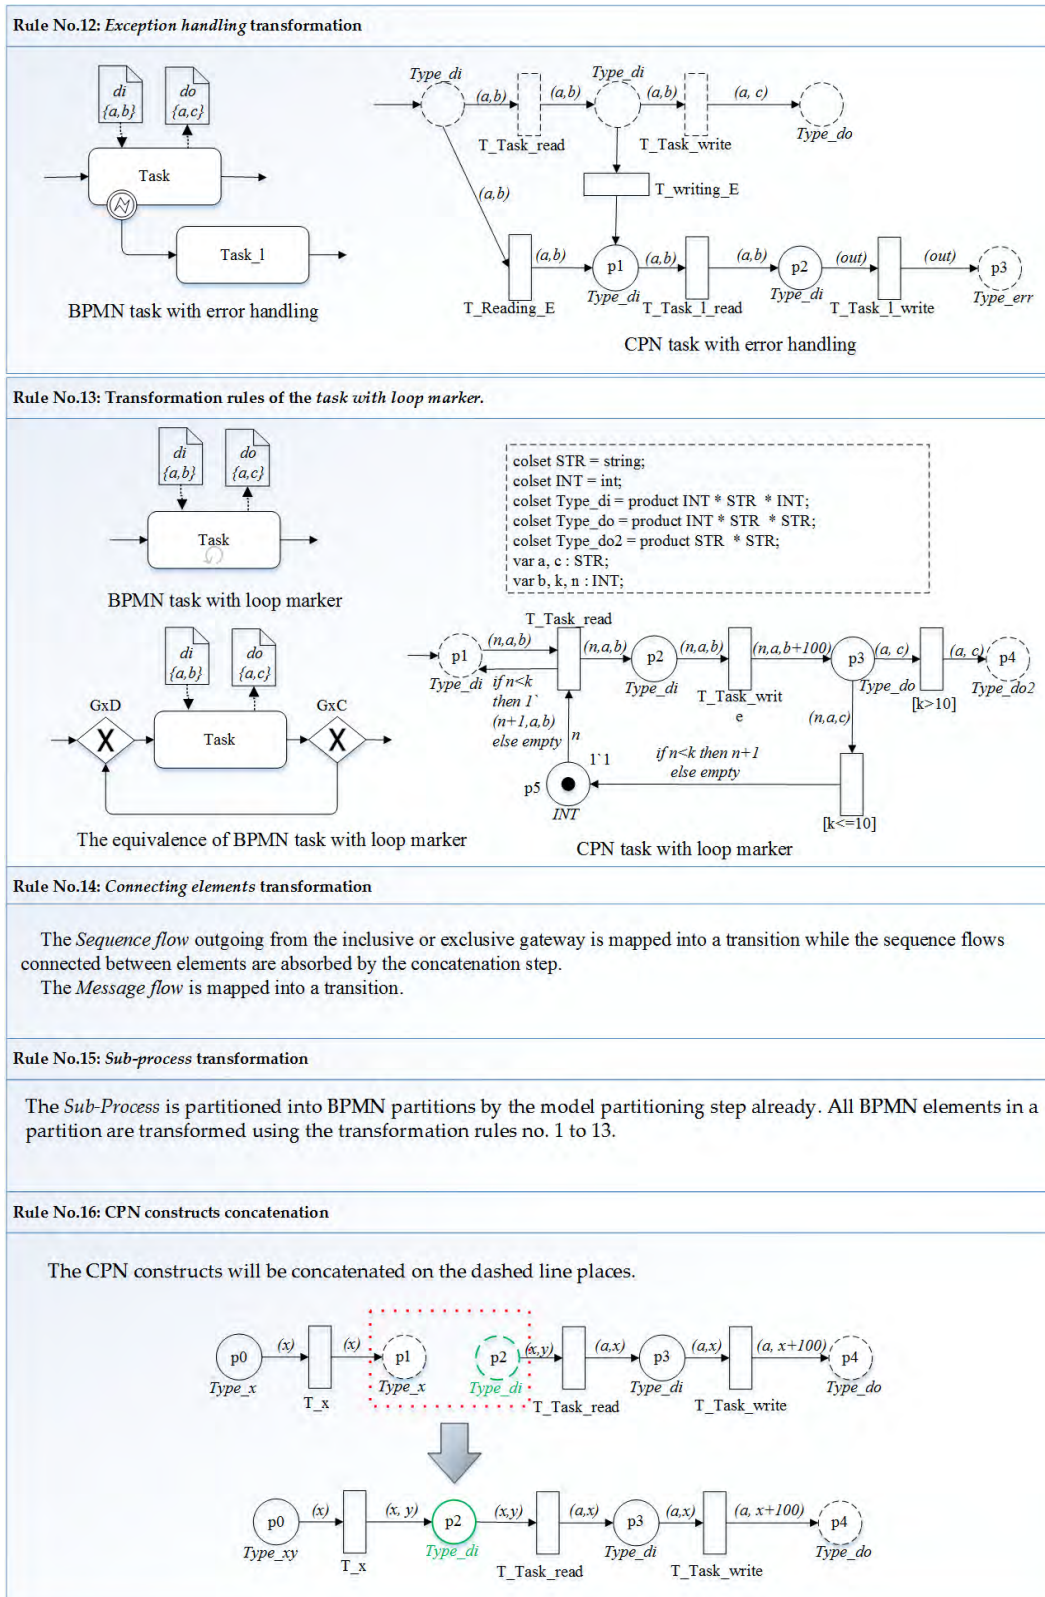 Rule No.12: Exception handling transformation
di
{a,b}
do
{a,c}
Task
Task_1
BPMN task with error handling
Type_di
(a,b)
(a,b)
Type_di
(a,b)
(a, c)
Type_do
T_Task_read
T_Task_write
(a,b)
T_writing_E
(a,b)
p1
(a,b)
(a,b)
p2
(out)
(out)
p3
T_Reading_E
Type_di
T_Task_1_read
Type_di
T_Task_1_write
Type_err
CPN task with error handling
Rule No.13: Transformation rules of the task with loop marker.
di
{a,b}
do
{a,c}
Task
BPMN task with loop marker
colset STR = string;
colset INT = int;
colset Type_di = product INT * STR * INT;
colset Type_do = product INT * STR * STR;
colset Type_do2 = product STR * STR;
var a, c : STR;
var b, k, n : INT;
di
{a,b}
do
{a,c}
GxD
GxC
X
Task
X
The equivalence of BPMN task with loop marker
T_Task_read
p1
(n,a,b)
(n,a,b)
p2
(n,a,b)
(n,a,b+100)
p3
(a, c)
(a, c)
p4
Type_di
if n<k
then 1`
(n+1,a,b)
else empty
Type_di
T_Task_writ
e
Type_do
[k>10]
Type_do2
(n,a,c)
n
1`1
if n<k then n+1
else empty
p5
INT
[k<=10]
CPN task with loop marker
Rule No.14: Connecting elements transformation
The Sequence flow outgoing from the inclusive or exclusive gateway is mapped into a transition while the sequence flows
connected between elements are absorbed by the concatenation step.
The Message flow is mapped into a transition.
Rule No.15: Sub-process transformation
The Sub-Process is partitioned into BPMN partitions by the model partitioning step already. All BPMN elements in a
partition are transformed using the transformation rules no. 1 to 13.
Rule No.16: CPN constructs concatenation
The CPN constructs will be concatenated on the dashed line places.
p0
(x)
(x)
p1
p2
(x,y)
(a,x)
p3
(a,x)
(a, x+100)
p4
Type_x
T_x
Type_x
Type_di
T_Task_read
Type_di
T_Task_write
Type_do
p0
(x)
(x, y)
p2
(x,y)
(a,x)
p3
(a,x)
(a, x+100)
p4
Type_xy
T_x
Type_di
T_Task_read
Type_di
T_Task_write
Type_do